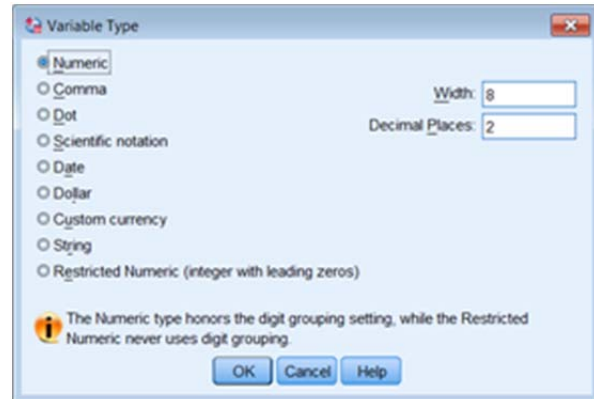 Variable Type
Numeric
Comma
Width: 8
Dot
Decimal Places: 2
Scientific notation
Date
Dollar
Custom currency
String
Restricted Numeric (integer with leading zeros)
The Numeric type honors the digit grouping setting, while the Restricted
Numeric never uses digit grouping.
OK Cancel Help